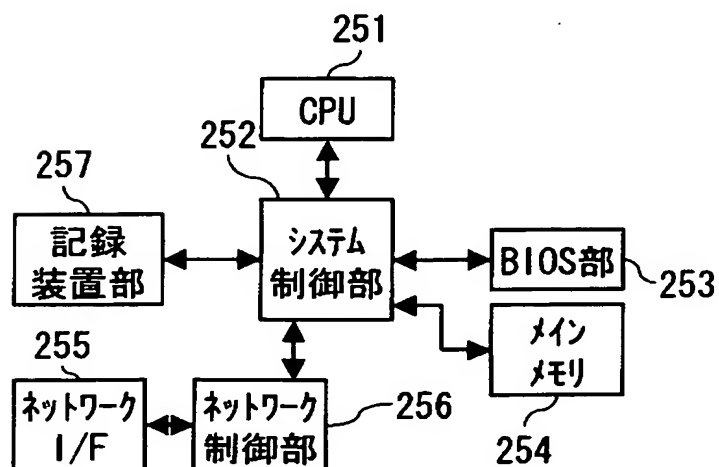 251
CPU
252
257
記録
装置部
システム
制御部
BIOS部
253
255
メイン
メモリ
ネットワーク
I/F
ネットワーク
制御部
256
254